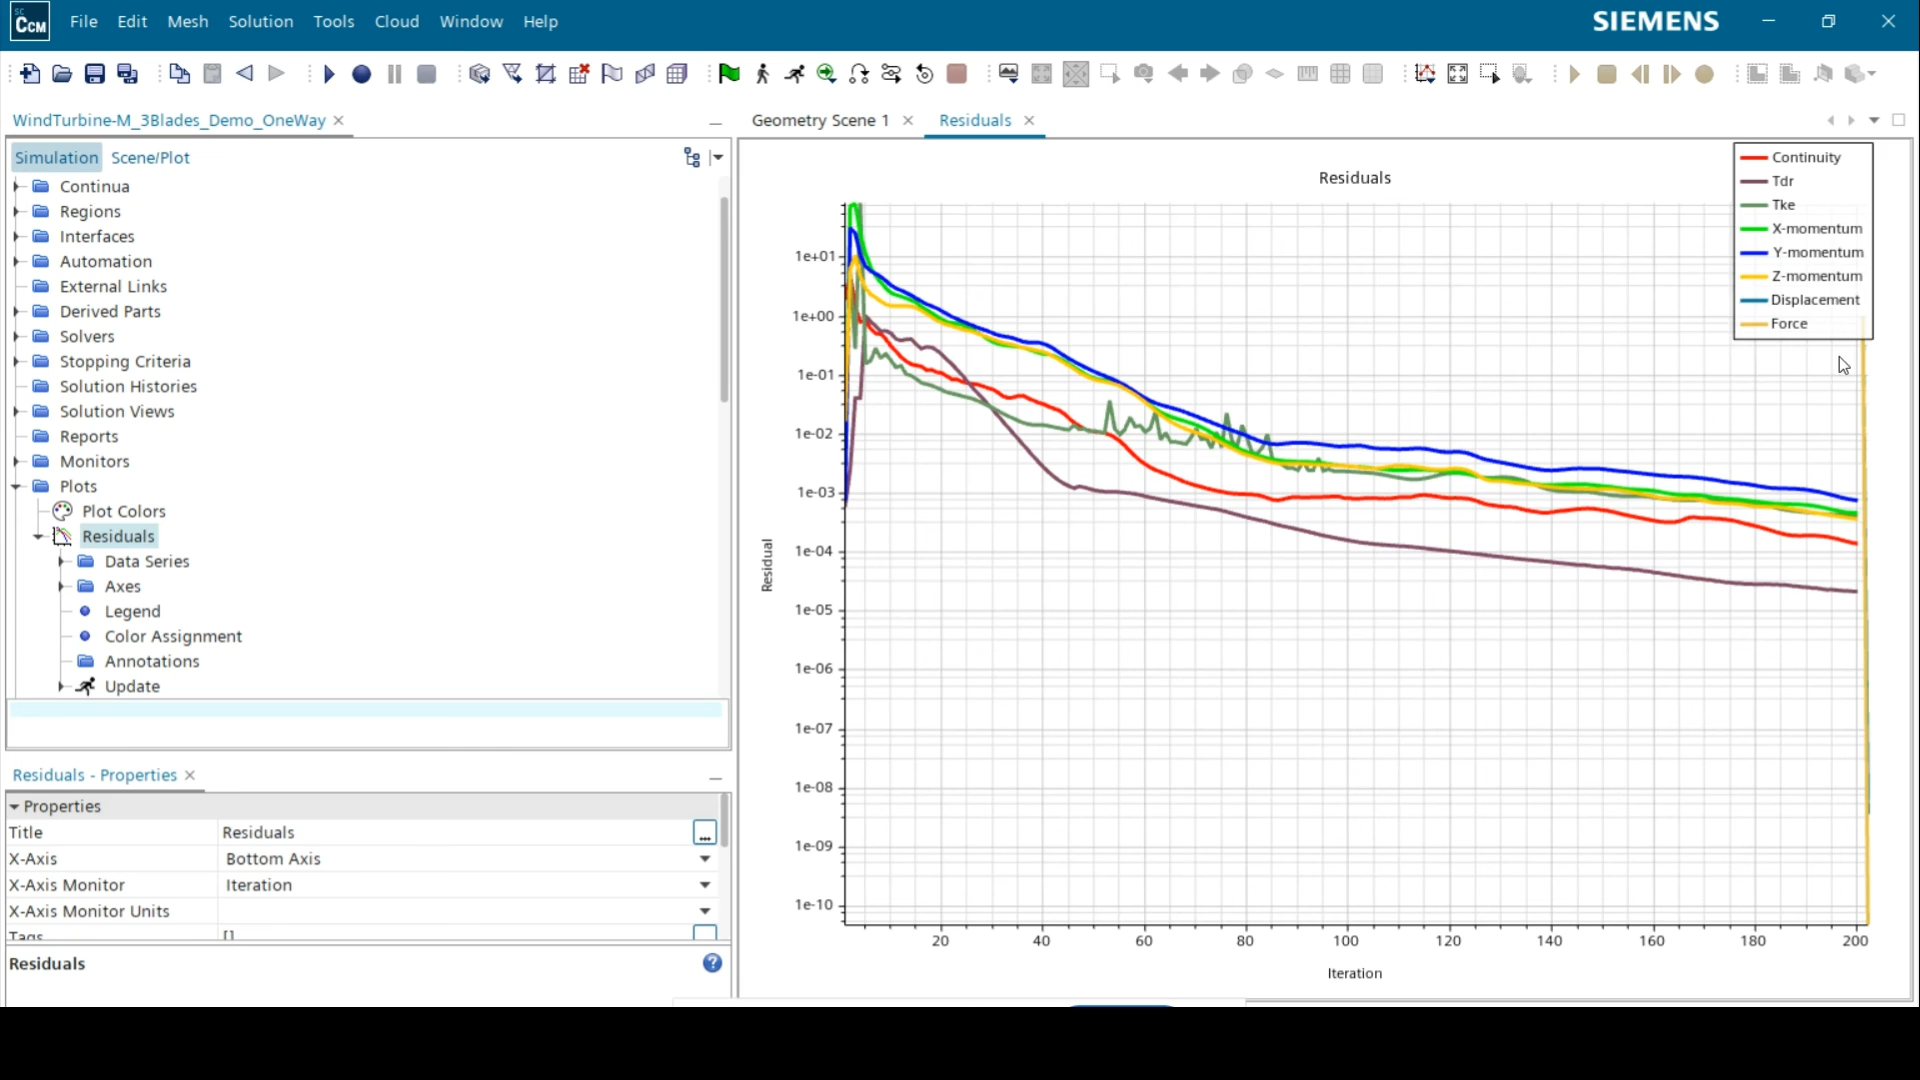 SC
CCM
File Edit Mesh Solution Tools Cloud Window Help
SIEMENS
WindTurbine-M_3Blades_Demo_OneWay
Simulation Scene/Plot
Continua
Regions
Interfaces
Automation
External Links
Derived Parts
Solvers
Stopping Criteria
Solution Histories
Solution Views
Reports
Monitors
Plots
Plot Colors
Residuals
Data Series
Axes
Legend
Color Assignment
Annotations
Update
Residuals - Properties
Properties
Title Residuals ...
X-Axis Bottom Axis
X-Axis Monitor Iteration
X-Axis Monitor Units
Tags []
Residuals
?
Geometry Scene 1 Residuals
Residuals
Continuity
Tdr
Tke
X-momentum
Y-momentum
Z-momentum
Displacement
Force
1e+01
1e+00
1e-01
1e-02
1e-03
1e-04
1e-05
1e-06
1e-07
1e-08
1e-09
1e-10
Residual
20 40 60 80 100 120 140 160 180 200
Iteration